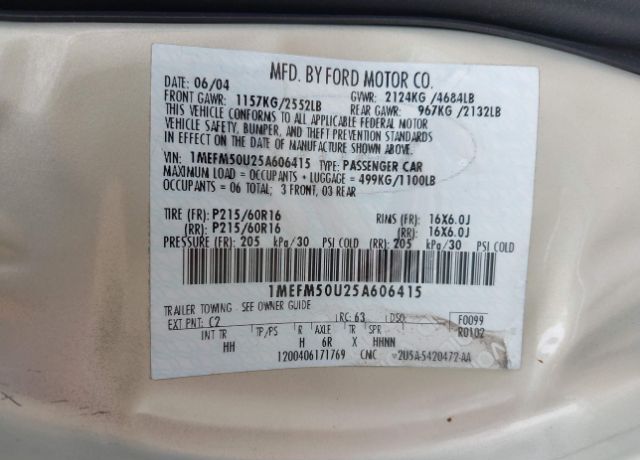 MFD. BY FORD MOTOR CO.
DATE: 06/04
GVWR: 2124KG /4684LB
FRONT GAWR: 1157KG/2552LB REAR GAWR: 967KG /2132LB
THIS VEHICLE CONFORMS TO ALL APPLICABLE FEDERAL MOTOR
VEHICLE SAFETY, BUMPER, AND THEFT PREVENTION STANDARDS
IN EFFECT ON THE DATE OF MANUFACTURE SHOWN ABOVE.
VIN: 1MEFM50U25A606415 TYPE: PASSENGER CAR
MAXIMUM LOAD = OCCUPANTS + LUGGAGE = 499KG/1100LB
OCCUPANTS = 06 TOTAL; 3 FRONT, 03 REAR
TIRE (FR): P215/60R16 RIMS (FR): 16X6.0J
(RR): P215/60R16 (RR): 16X6.0J
PRESSURE (FR): 205 kPa/30 PSI COLD (RR): 205 kPa/30 PSI COLD
1MEFM50U25A606415
TRAILER TOWING - SEE OWNER GUIDE
EXT PNT: C2 RC: 63 DSO: F0099
R0102
INT TR TP/PS R AXLE TR SPR
HH H 6R X HHNN
1200406171769 CNC 2U5A-5420472-AA